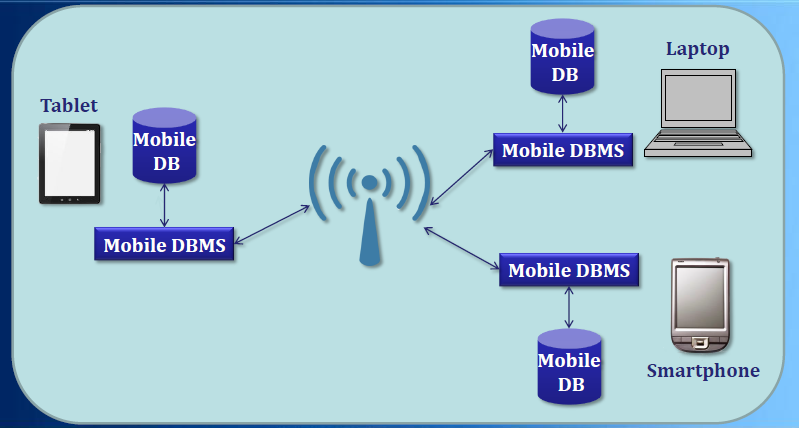 Tablet
Mobile
DB
Mobile DBMS
Mobile
DB
Laptop
Mobile DBMS
Mobile DBMS
Mobile
DB
Smartphone